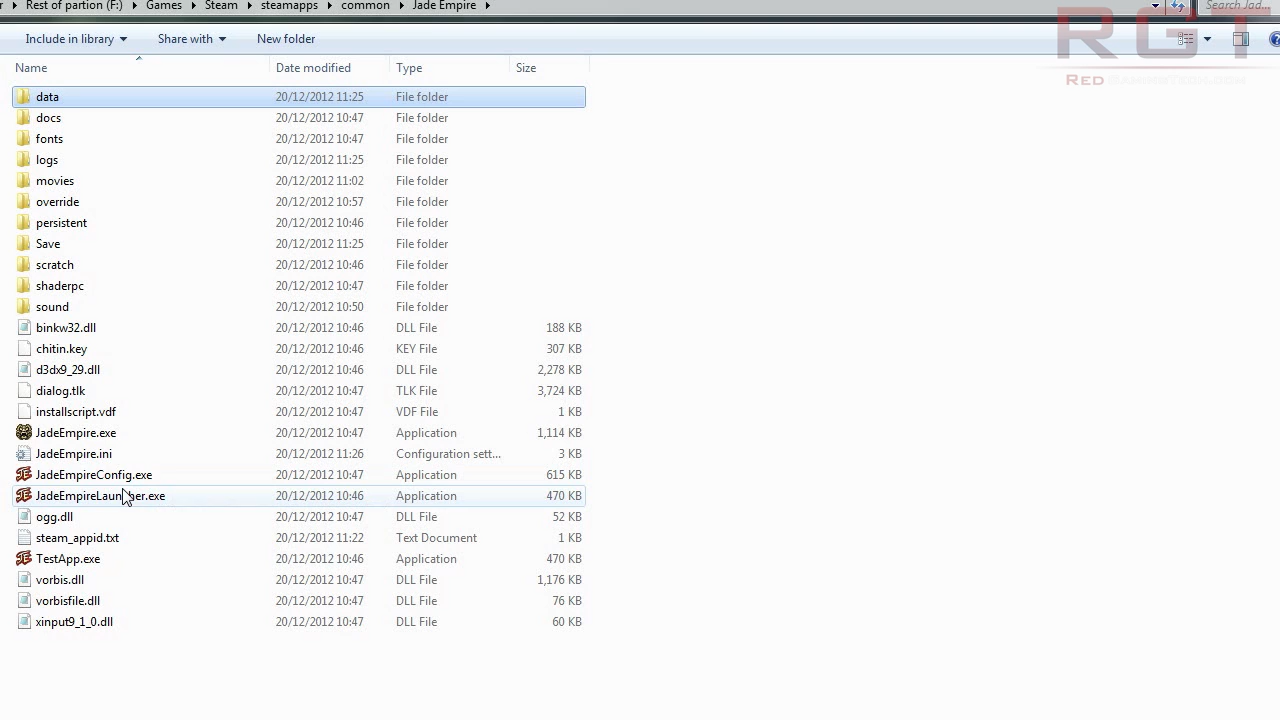 Rest of partion (F:) Games Steam steamapps common Jade Empire Search Jad...
Include in library Share with New folder
RGT
Name Date modified Type Size
data 20/12/2012 11:25 File folder
docs 20/12/2012 10:47 File folder
fonts 20/12/2012 10:47 File folder
logs 20/12/2012 11:25 File folder
movies 20/12/2012 11:02 File folder
override 20/12/2012 10:57 File folder
persistent 20/12/2012 10:46 File folder
Save 20/12/2012 11:25 File folder
scratch 20/12/2012 10:46 File folder
shaderpc 20/12/2012 10:47 File folder
sound 20/12/2012 10:50 File folder
binkw32.dll 20/12/2012 10:46 DLL File 188 KB
chitin.key 20/12/2012 10:46 KEY File 307 KB
d3dx9_29.dll 20/12/2012 10:46 DLL File 2,278 KB
dialog.tlk 20/12/2012 10:47 TLK File 3,724 KB
installscript.vdf 20/12/2012 10:47 VDF File 1 KB
JadeEmpire.exe 20/12/2012 10:47 Application 1,114 KB
JadeEmpire.ini 20/12/2012 11:26 Configuration sett... 3 KB
JadeEmpireConfig.exe 20/12/2012 10:47 Application 615 KB
JadeEmpireLauncher.exe 20/12/2012 10:46 Application 470 KB
ogg.dll 20/12/2012 10:47 DLL File 52 KB
steam_appid.txt 20/12/2012 11:22 Text Document 1 KB
TestApp.exe 20/12/2012 10:46 Application 470 KB
vorbis.dll 20/12/2012 10:47 DLL File 1,176 KB
vorbisfile.dll 20/12/2012 10:47 DLL File 76 KB
xinput9_1_0.dll 20/12/2012 10:47 DLL File 60 KB